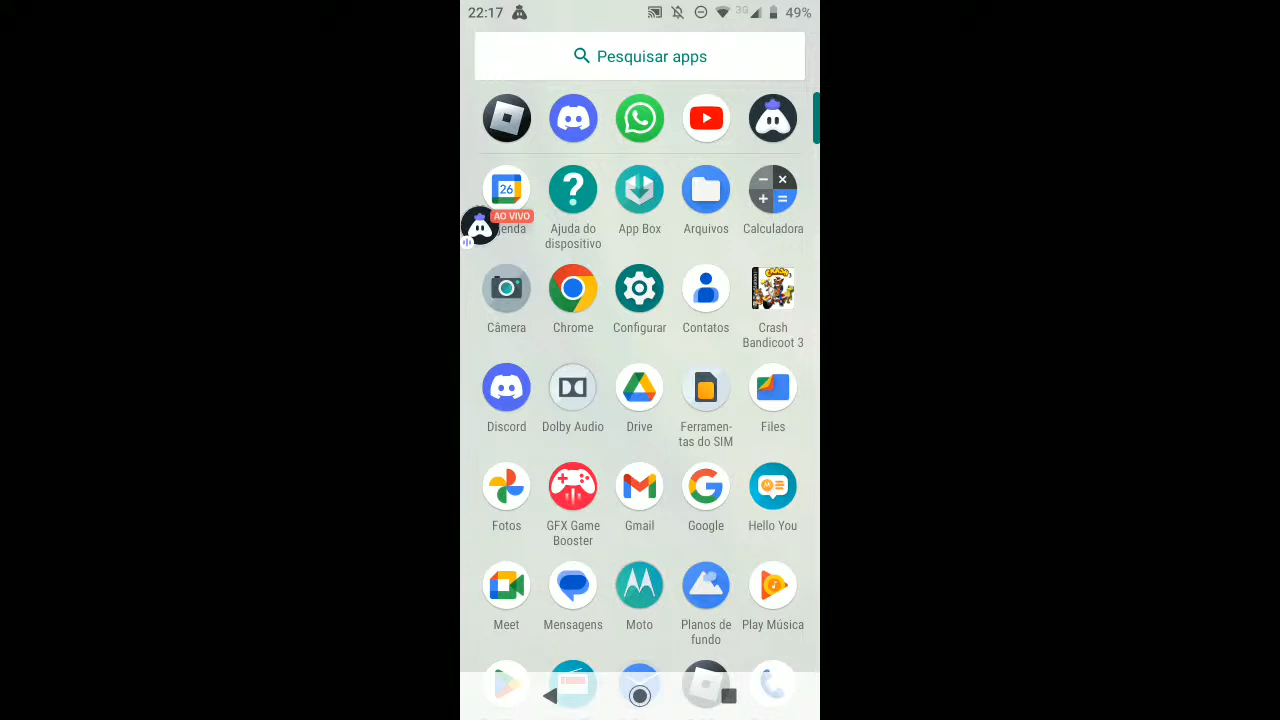 22:17
3G
49%
Pesquisar apps
26
AO VIVO
enda
Ajuda do
dispositivo
App Box
Arquivos
Calculadora
Câmera
Chrome
Configurar
Contatos
Crash
Bandicoot 3
Discord
Dolby Audio
Drive
Ferramen-
tas do SIM
Files
Fotos
GFX Game
Booster
Gmail
Google
Hello You
Meet
Mensagens
Moto
Planos de
fundo
Play Música